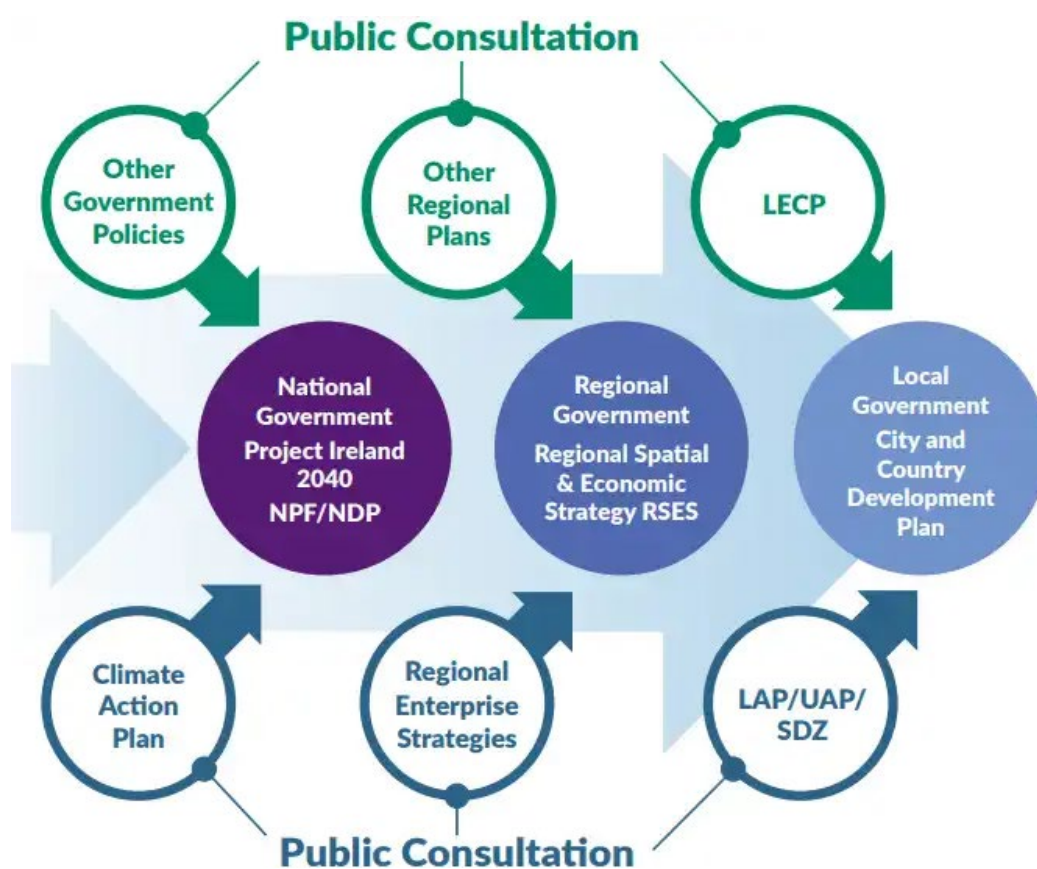 Public Consultation
Other
Government
Policies
Other
Regional
Plans
LECP
National
Government
Project Ireland
2040
NPF/NDP
Regional
Government
Regional Spatial
& Economic
Strategy RSES
Local
Government
City and
Country
Development
Plan
Climate
Action
Plan
Regional
Enterprise
Strategies
LAP/UAP/
SDZ
Public Consultation